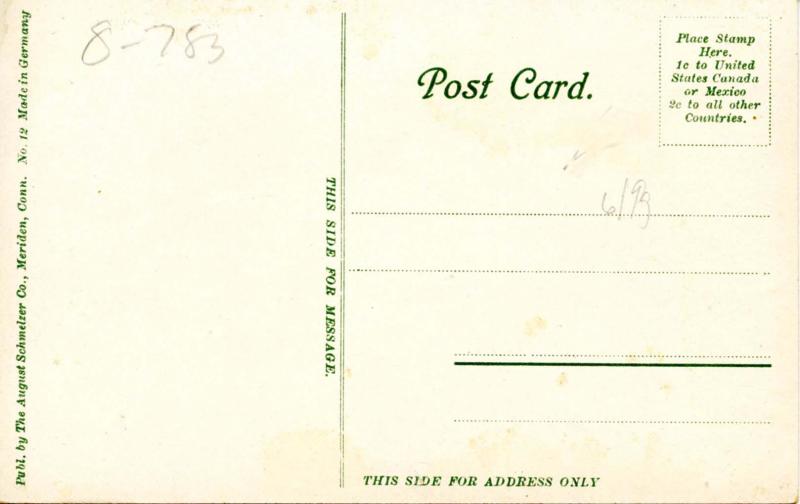 8-783
Publ. by The August Schmelzer Co., Meriden, Conn. No. 12 Made in Germany
THIS SIDE FOR MESSAGE.
Post Card.
Place Stamp
Here.
1c to United
States Canada
or Mexico
2c to all other
Countries.
6/93
THIS SIDE FOR ADDRESS ONLY